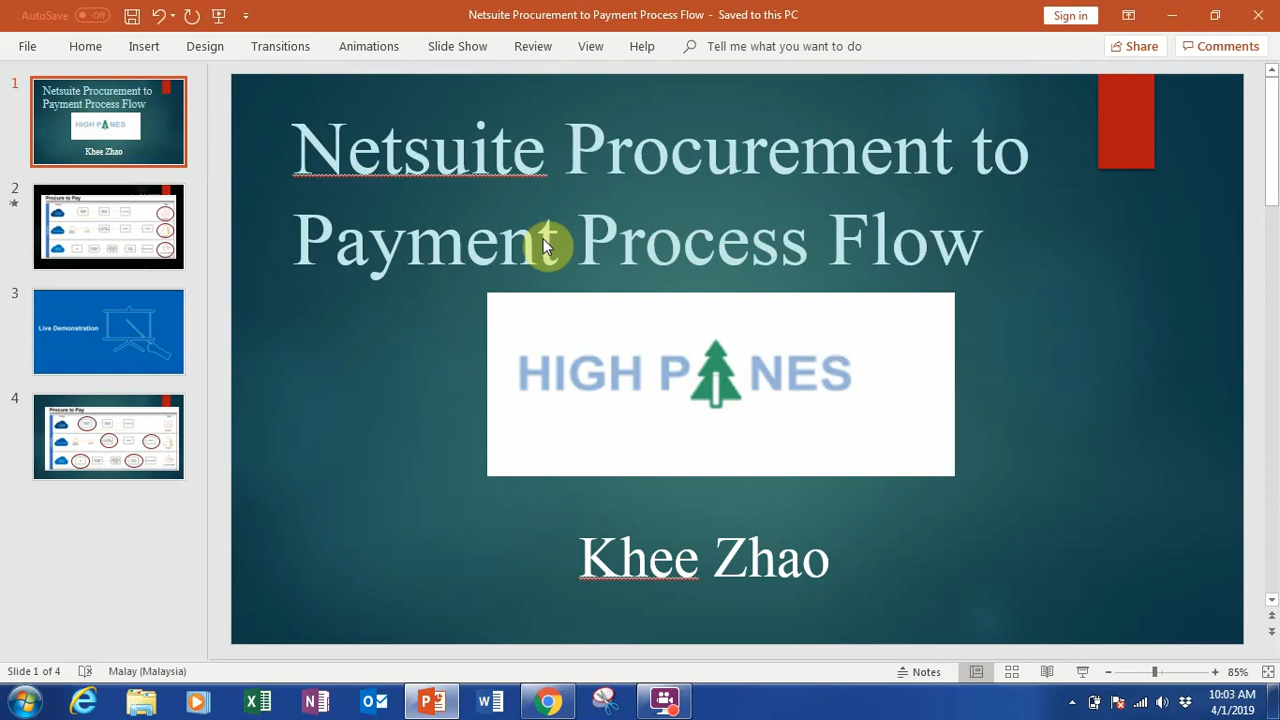 AutoSave Off
Netsuite Procurement to Payment Process Flow - Saved to this PC
Sign in
File Home Insert Design Transitions Animations Slide Show Review View Help Tell me what you want to do Share Comments
1
Netsuite Procurement to
Payment Process Flow
HIGH PINES
Khee Zhao
2
Procure to Pay
3
Live Demonstration
4
Procure to Pay
Netsuite Procurement to
Payment Process Flow
HIGH PINES
Khee Zhao
Slide 1 of 4 Malay (Malaysia) Notes 85%
10:03 AM
4/1/2019